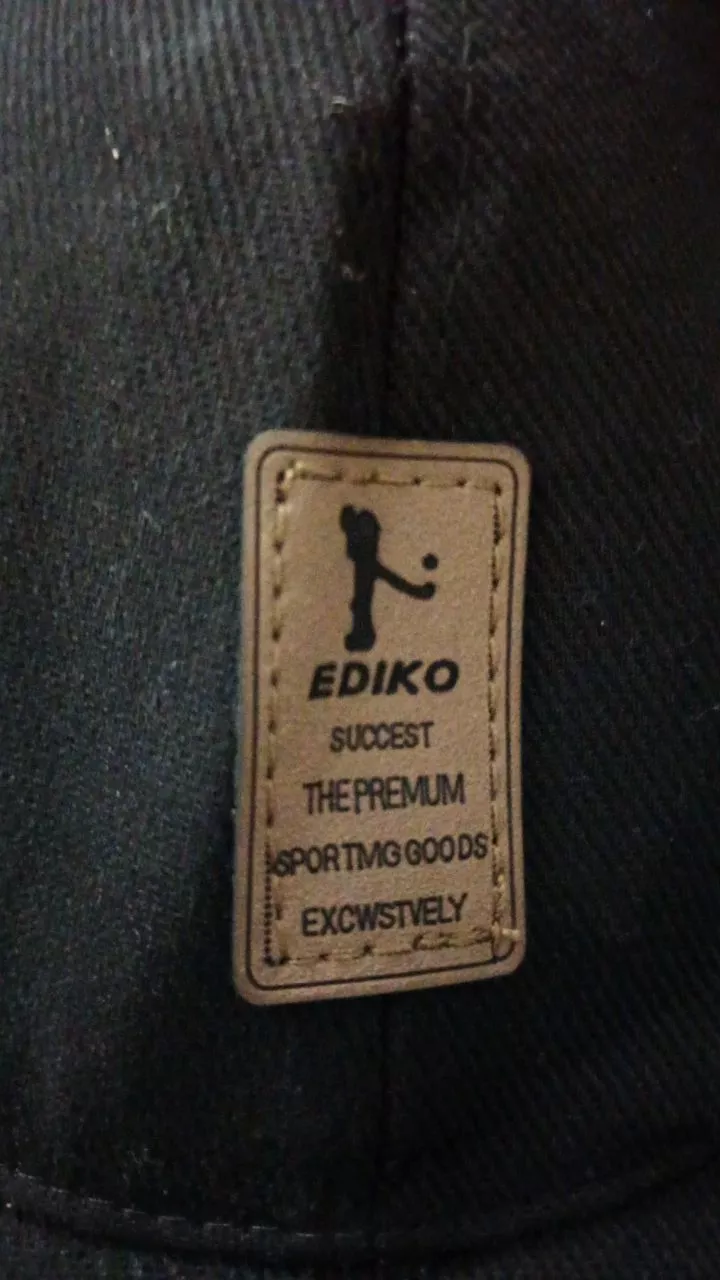 EDIKO
SUCCEST
THE PREMUM
SPORTMG GOODS
EXCWSTVELY